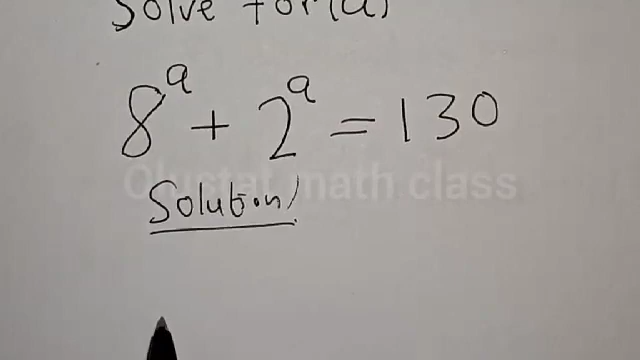 Solve for (a)
8^a + 2^a = 130
Olustat math class
Solution/